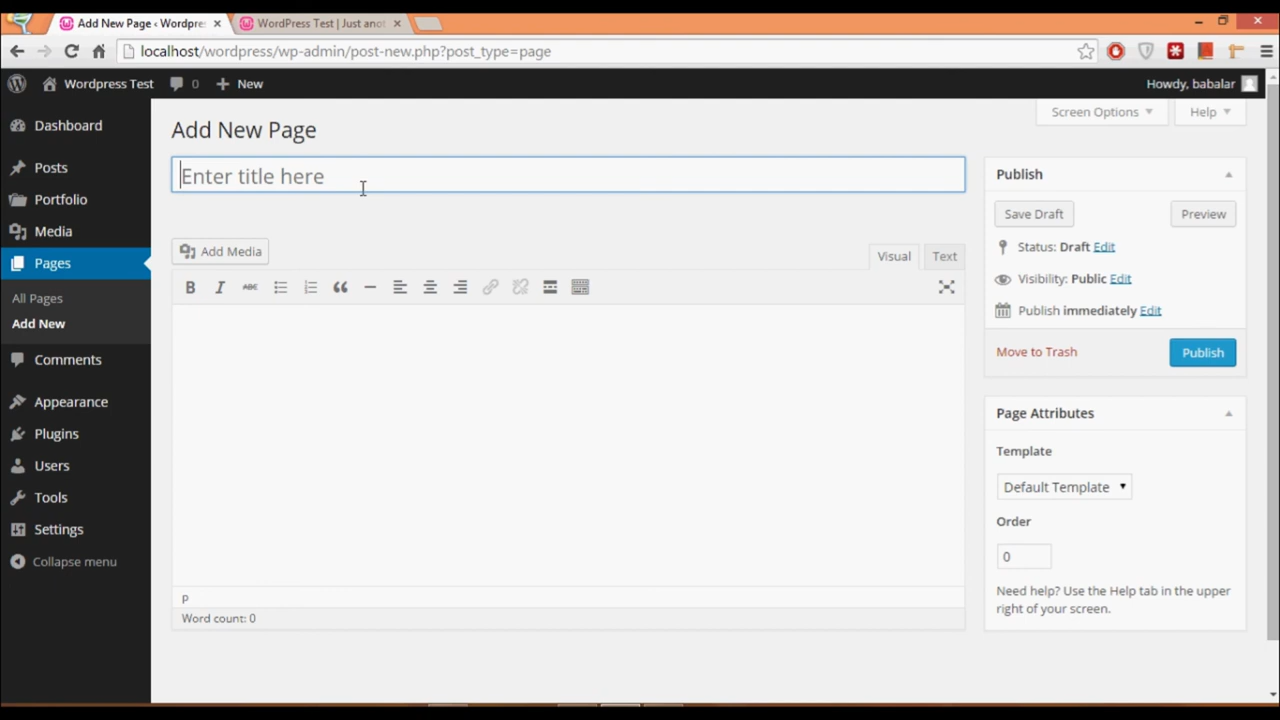 Add New Page ‹ Wordpre
WordPress Test | Just ano
localhost/wordpress/wp-admin/post-new.php?post_type=page
Wordpress Test 0 New Howdy, babalar
Screen Options Help
Dashboard
Posts
Portfolio
Media
Pages
All Pages
Add New
Comments
Appearance
Plugins
Users
Tools
Settings
Collapse menu
Add New Page
Enter title here
Add Media
Visual Text
B I ABC
P
Word count: 0
Publish
Save Draft Preview
Status: Draft Edit
Visibility: Public Edit
Publish immediately Edit
Move to Trash Publish
Page Attributes
Template
Default Template
Order
0
Need help? Use the Help tab in the upper
right of your screen.